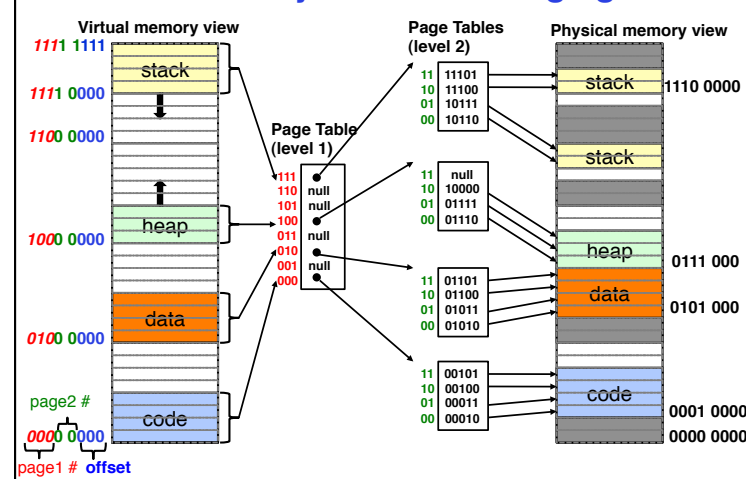 Virtual memory view
1111 1111
stack
1111 0000
1100 0000
heap
1000 0000
data
0100 0000
page2 #
code
0000 0000
page1 # offset
Page Table
(level 1)
111
110 null
101 null
100
011 null
010
001 null
000
Page Tables
(level 2)
11 11101
10 11100
01 10111
00 10110
11 null
10 10000
01 01111
00 01110
11 01101
10 01100
01 01011
00 01010
11 00101
10 00100
01 00011
00 00010
Physical memory view
stack
1110 0000
stack
heap
0111 000
data
0101 000
code
0001 0000
0000 0000